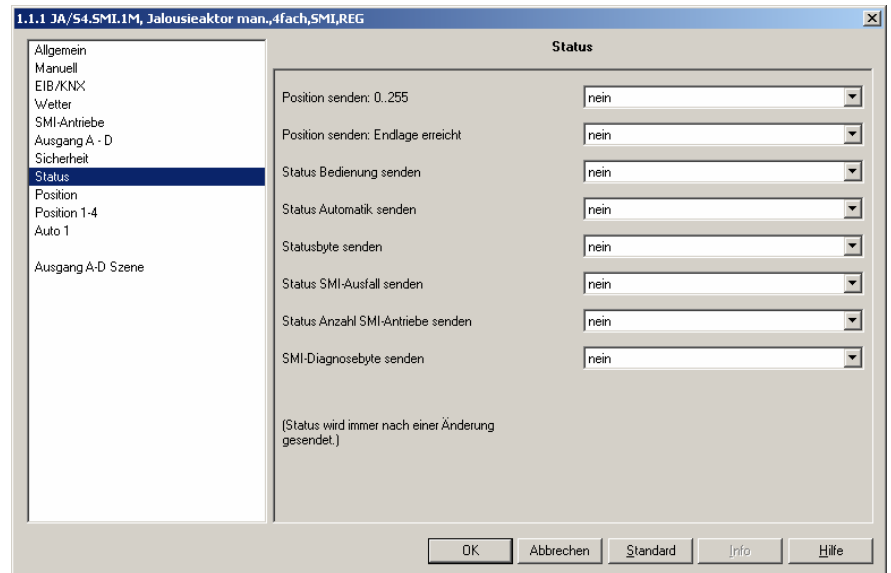 1.1.1 JA/S4.SMI.1M, Jalousieaktor man.,4fach,SMI,REG
Allgemein
Manuell
EIB/KNX
Wetter
SMI-Antriebe
Ausgang A - D
Sicherheit
Status
Position
Position 1-4
Auto 1
Ausgang A-D Szene
Status
Position senden: 0..255 nein
Position senden: Endlage erreicht nein
Status Bedienung senden nein
Status Automatik senden nein
Statusbyte senden nein
Status SMI-Ausfall senden nein
Status Anzahl SMI-Antriebe senden nein
SMI-Diagnosebyte senden nein
(Status wird immer nach einer Änderung
gesendet.)
OK Abbrechen Standard Info Hilfe